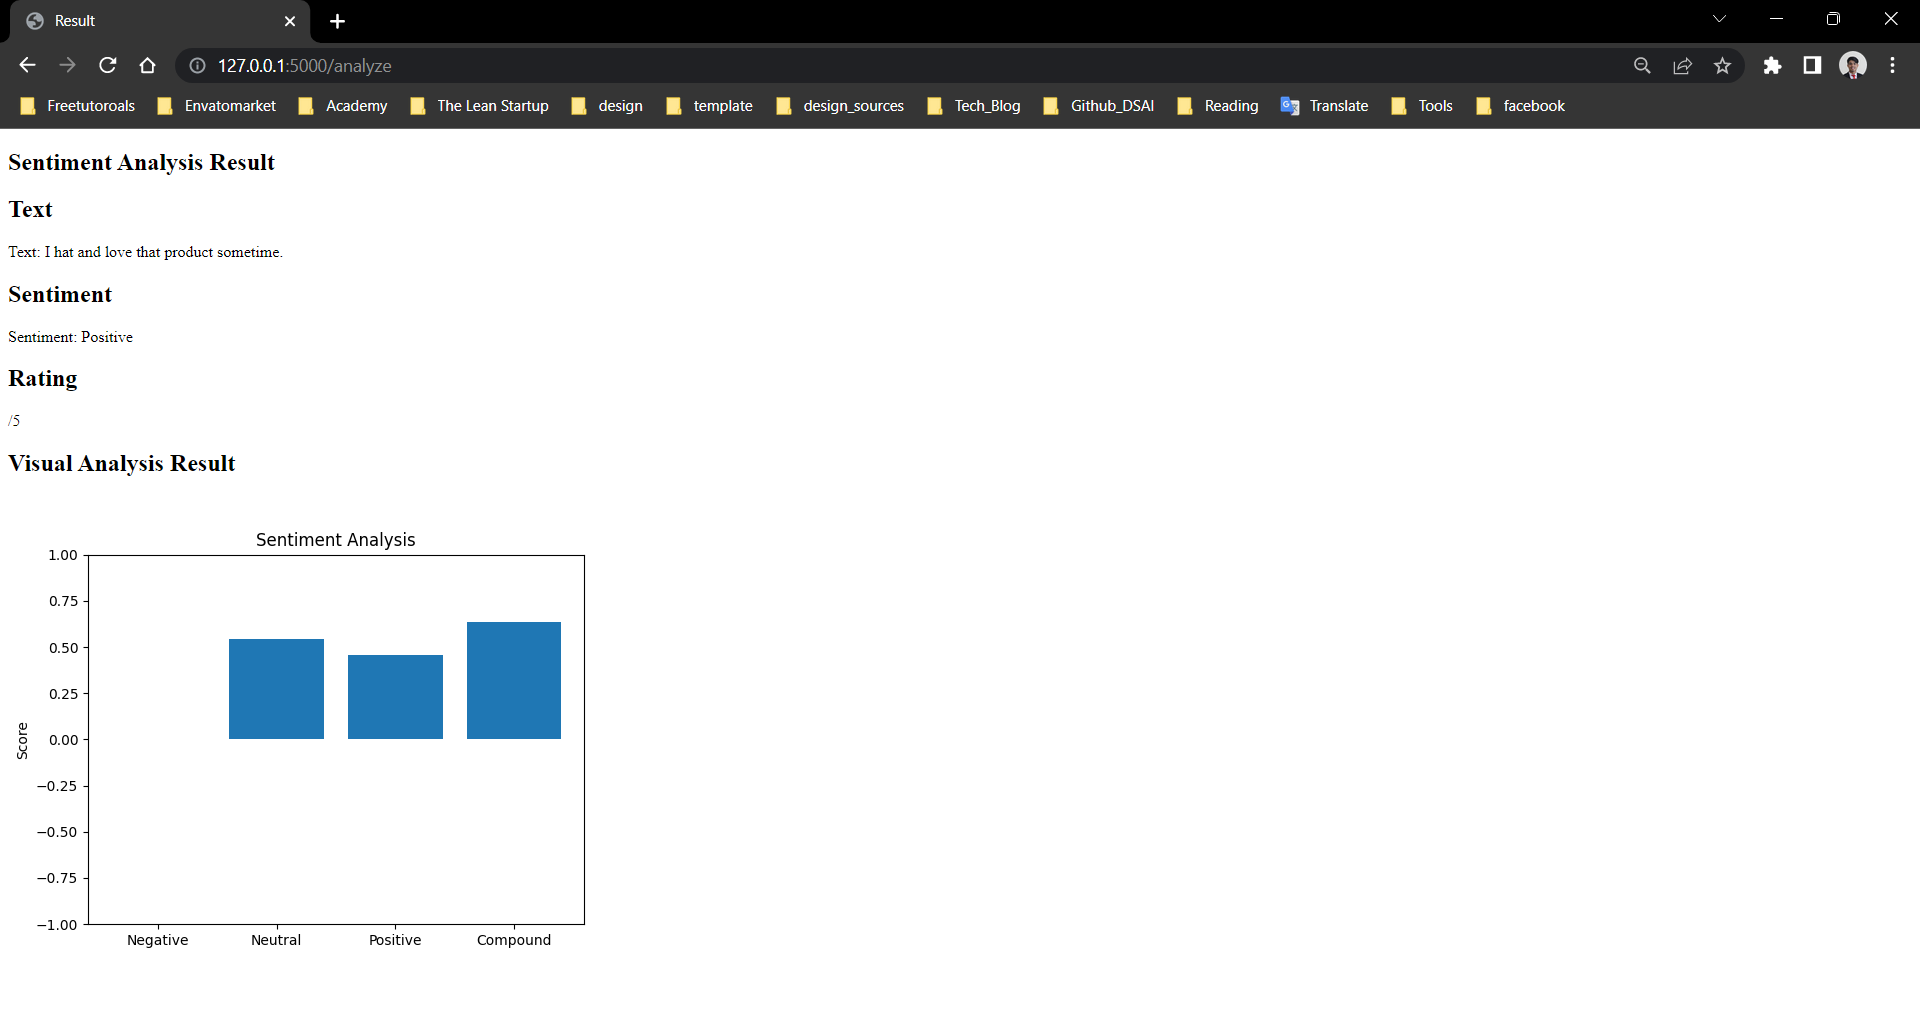 Result
127.0.0.1:5000/analyze
Freetutoroals Envatomarket Academy The Lean Startup design template design_sources Tech_Blog Github_DSAI Reading Translate Tools facebook
Sentiment Analysis Result
Text
Text: I hat and love that product sometime.
Sentiment
Sentiment: Positive
Rating
/5
Visual Analysis Result
Sentiment Analysis
1.00
0.75
0.50
0.25
0.00
−0.25
−0.50
−0.75
−1.00
Score
Negative Neutral Positive Compound